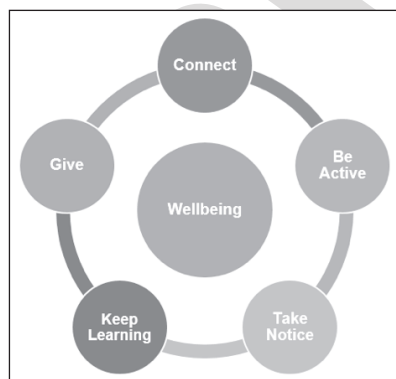 Connect
Be
Active
Take
Notice
Keep
Learning
Give
Wellbeing